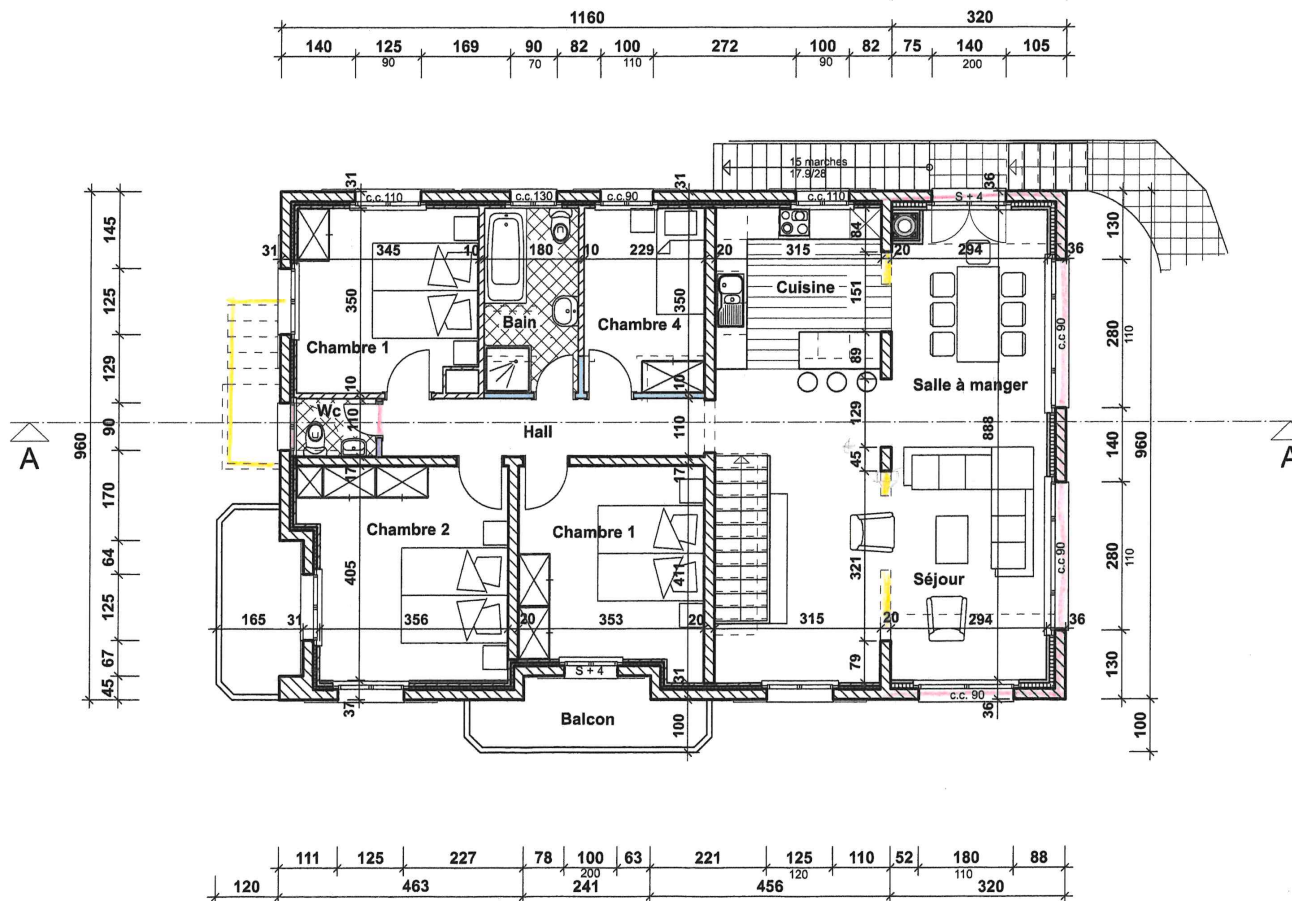 1160 320
140 125 169 90 82 100 272 100 82 75 140 105
90 70 110 90 200
15 marches
17.9/28
31 31 36
c.c.110 c.c.130 c.c.90 c.c.110 S + 4
145 84 130
31 345 10 180 10 229 20 315 20 294 36
125 350 350 151 280 110
Cuisine
Bain
Chambre 1 Chambre 4
c.c 90
129 89
10 10
Salle à manger
Wc
90 110 110 129 888 140
Hall
960 960
A A
17 17 45
170
Chambre 2 Chambre 1
64 405 411 321 280 110
c.c 90
Séjour
125
165 31 356 20 353 20 315 20 294 36
67 79 130
S + 4
45 37 31 c.c. 90 36
Balcon
100 100
111 125 227 78 100 63 221 125 110 52 180 88
200 120 110
120 463 241 456 320